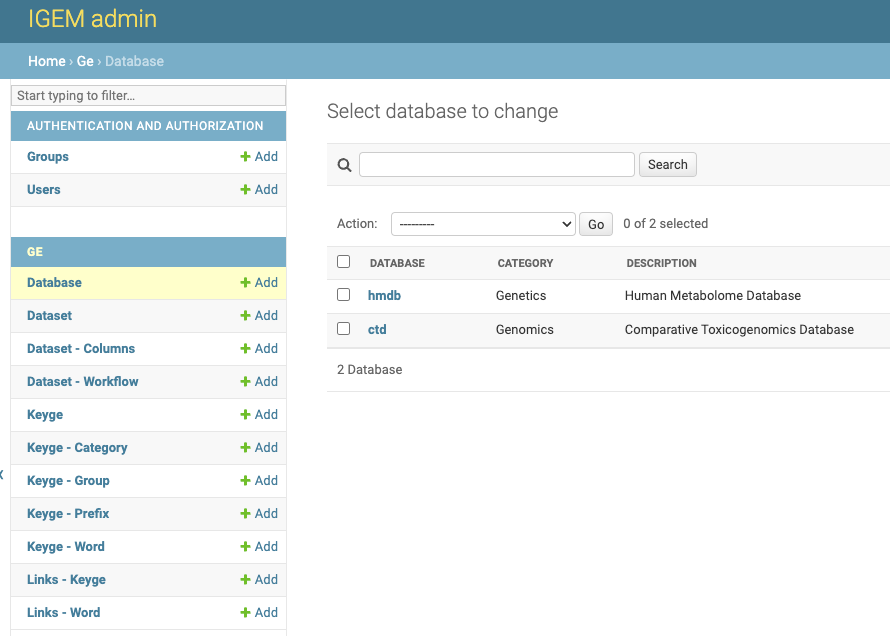 IGEM admin
Home › Ge › Database
Start typing to filter...
AUTHENTICATION AND AUTHORIZATION
Groups + Add
Users + Add
GE
Database + Add
Dataset + Add
Dataset - Columns + Add
Dataset - Workflow + Add
Keyge + Add
Keyge - Category + Add
Keyge - Group + Add
Keyge - Prefix + Add
Keyge - Word + Add
Links - Keyge + Add
Links - Word + Add
Select database to change
Search
Action: --------- Go 0 of 2 selected
DATABASE CATEGORY DESCRIPTION
hmdb Genetics Human Metabolome Database
ctd Genomics Comparative Toxicogenomics Database
2 Database